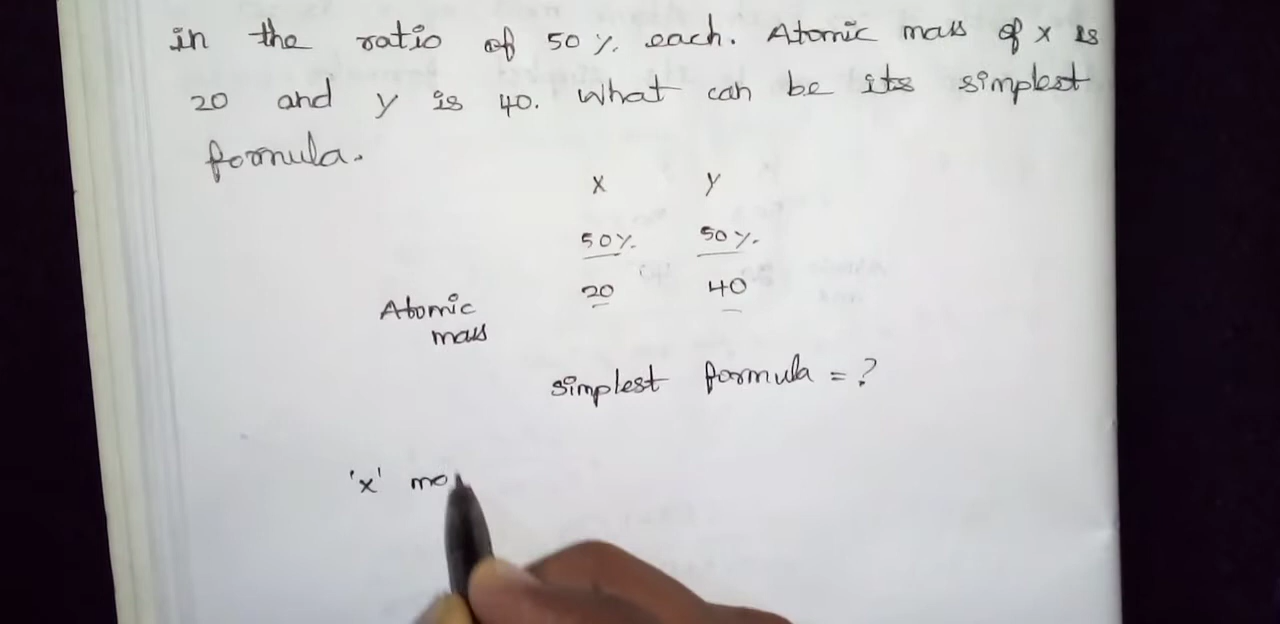 in the ratio of 50 %. each. Atomic mass of x is
20 and y is 40. What can be its simplest
formula.
x y
50%. 50%.
20 40
Atomic
mass
simplest formula = ?
'x' mo